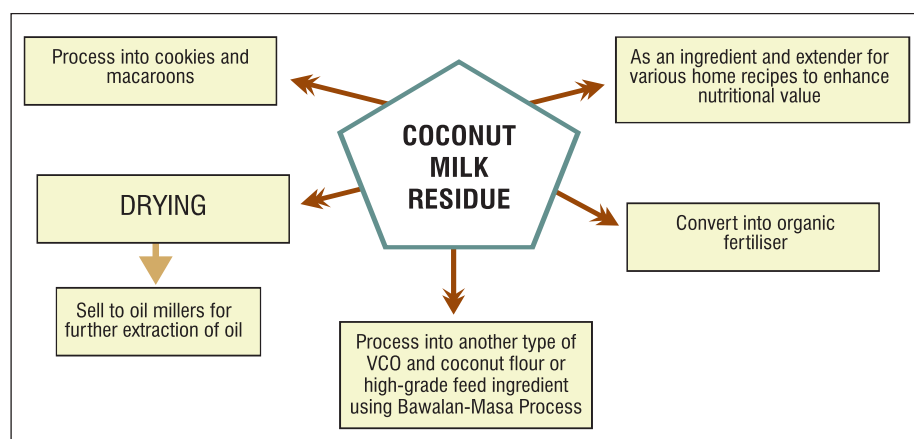 Process into cookies and
macaroons
As an ingredient and extender for
various home recipes to enhance
nutritional value
COCONUT
MILK
RESIDUE
DRYING
Convert into organic
fertiliser
Sell to oil millers for
further extraction of oil
Process into another type of
VCO and coconut flour or
high-grade feed ingredient
using Bawalan-Masa Process